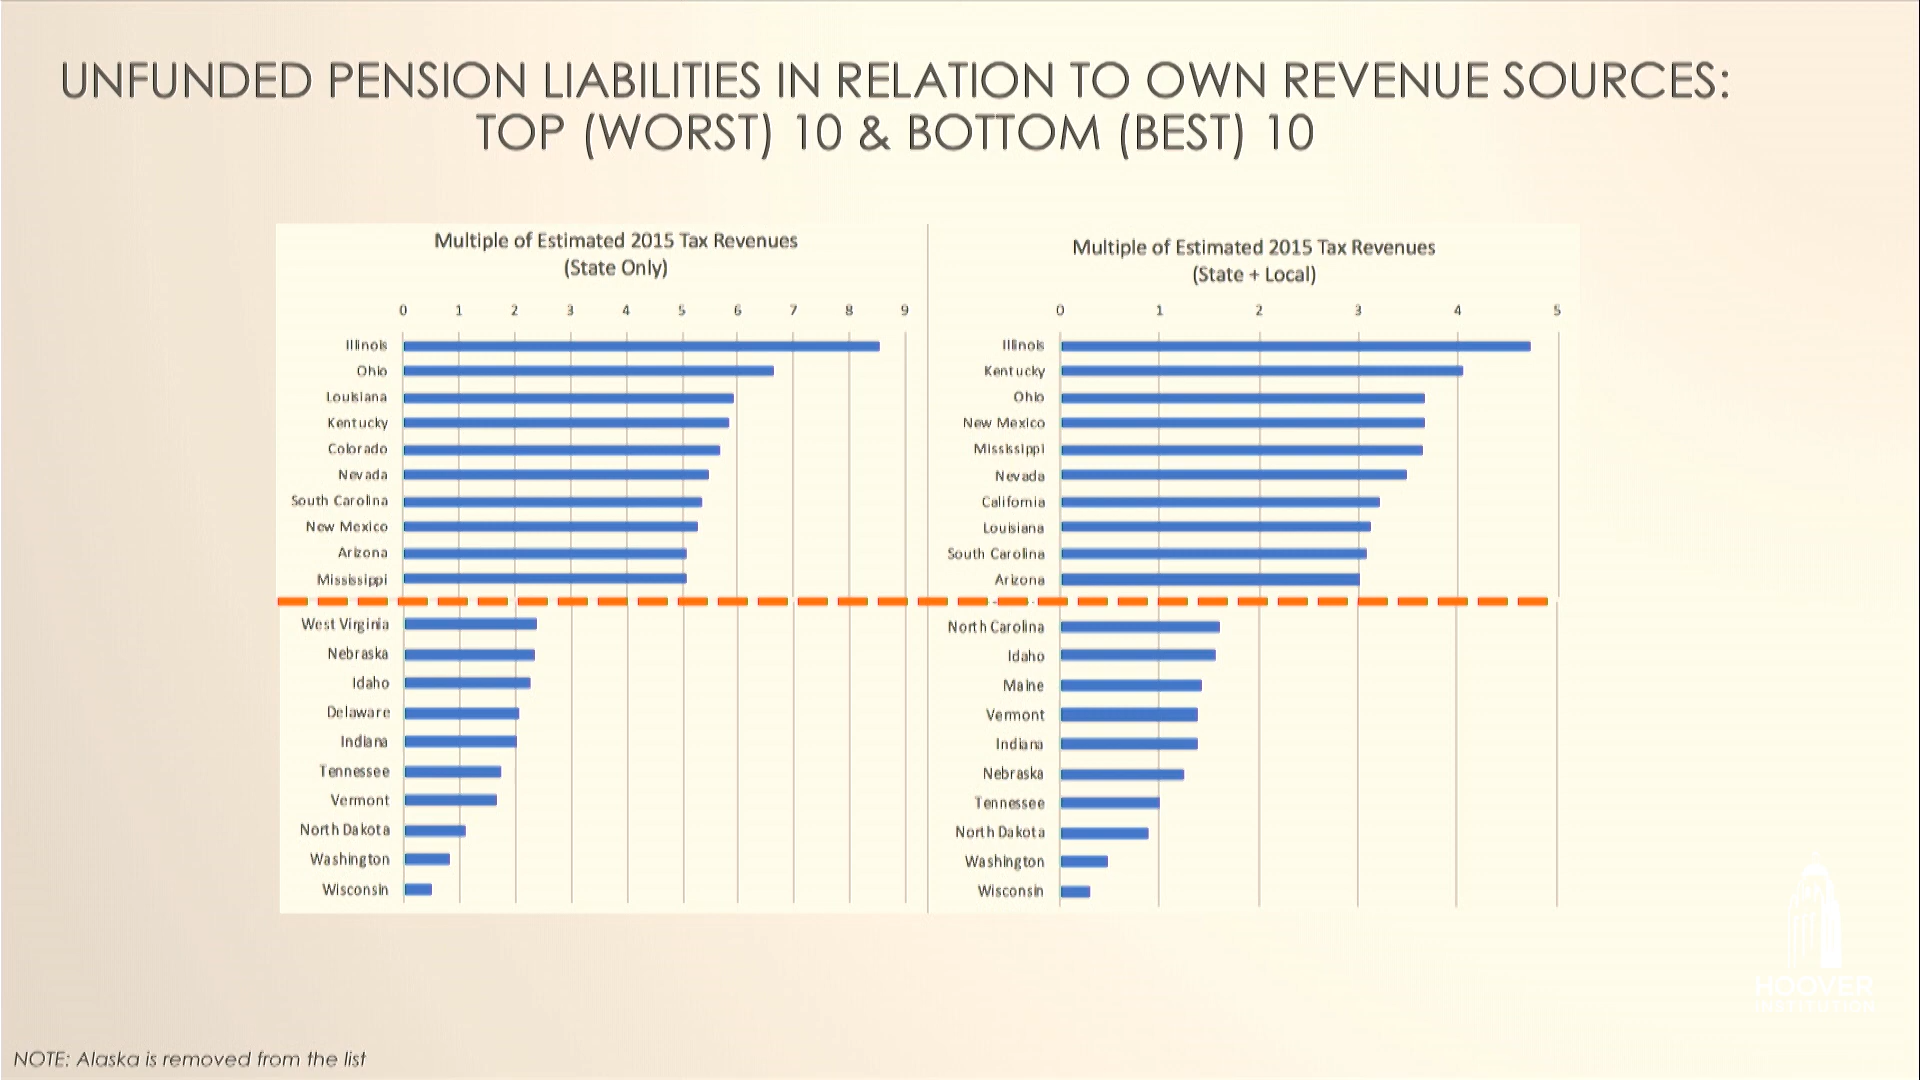 UNFUNDED PENSION LIABILITIES IN RELATION TO OWN REVENUE SOURCES:
TOP (WORST) 10 & BOTTOM (BEST) 10
Multiple of Estimated 2015 Tax Revenues
(State Only)
0 1 2 3 4 5 6 7 8 9
Illinois
Ohio
Louisiana
Kentucky
Colorado
Nevada
South Carolina
New Mexico
Arizona
Mississippi
West Virginia
Nebraska
Idaho
Delaware
Indiana
Tennessee
Vermont
North Dakota
Washington
Wisconsin
Multiple of Estimated 2015 Tax Revenues
(State + Local)
0 1 2 3 4 5
Illinois
Kentucky
Ohio
New Mexico
Mississippi
Nevada
California
Louisiana
South Carolina
Arizona
North Carolina
Idaho
Maine
Vermont
Indiana
Nebraska
Tennessee
North Dakota
Washington
Wisconsin
HOOVER
INSTITUTION
NOTE: Alaska is removed from the list